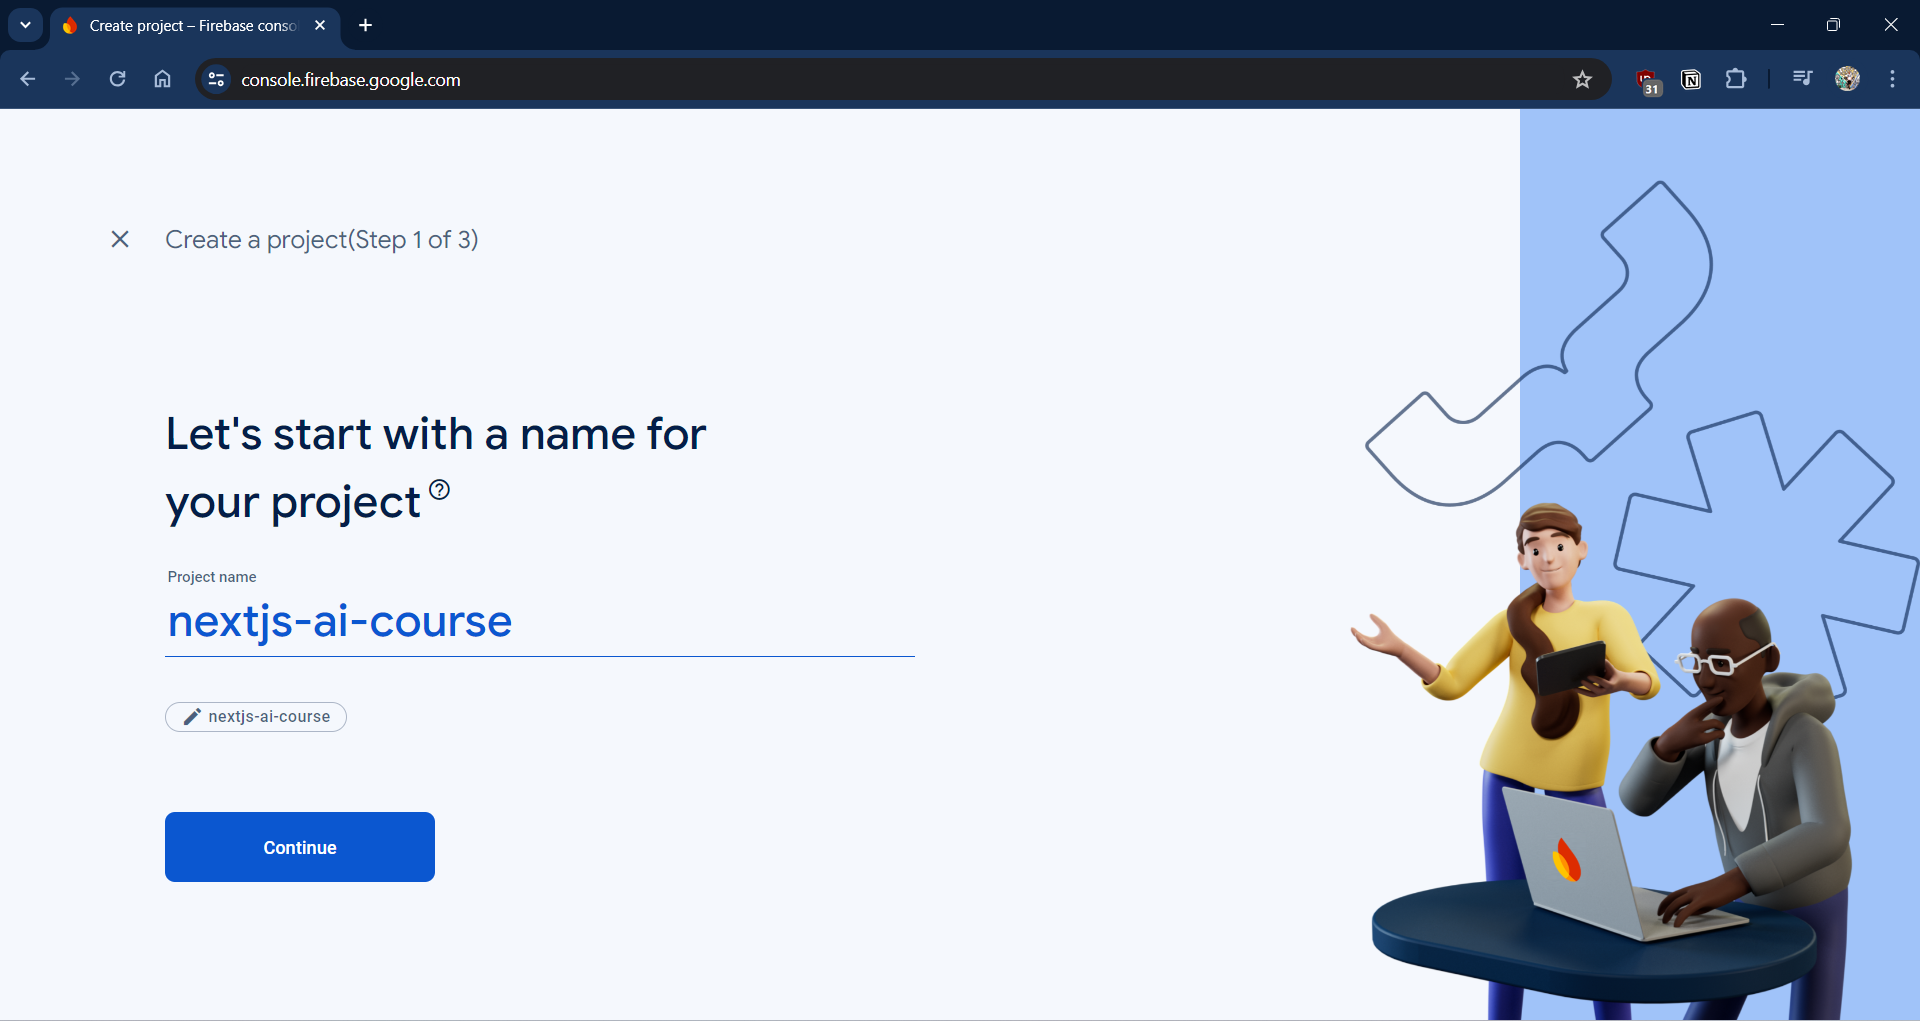 Create project – Firebase conso
console.firebase.google.com
31
Create a project(Step 1 of 3)
Let's start with a name for
your project
Project name
nextjs-ai-course
nextjs-ai-course
Continue